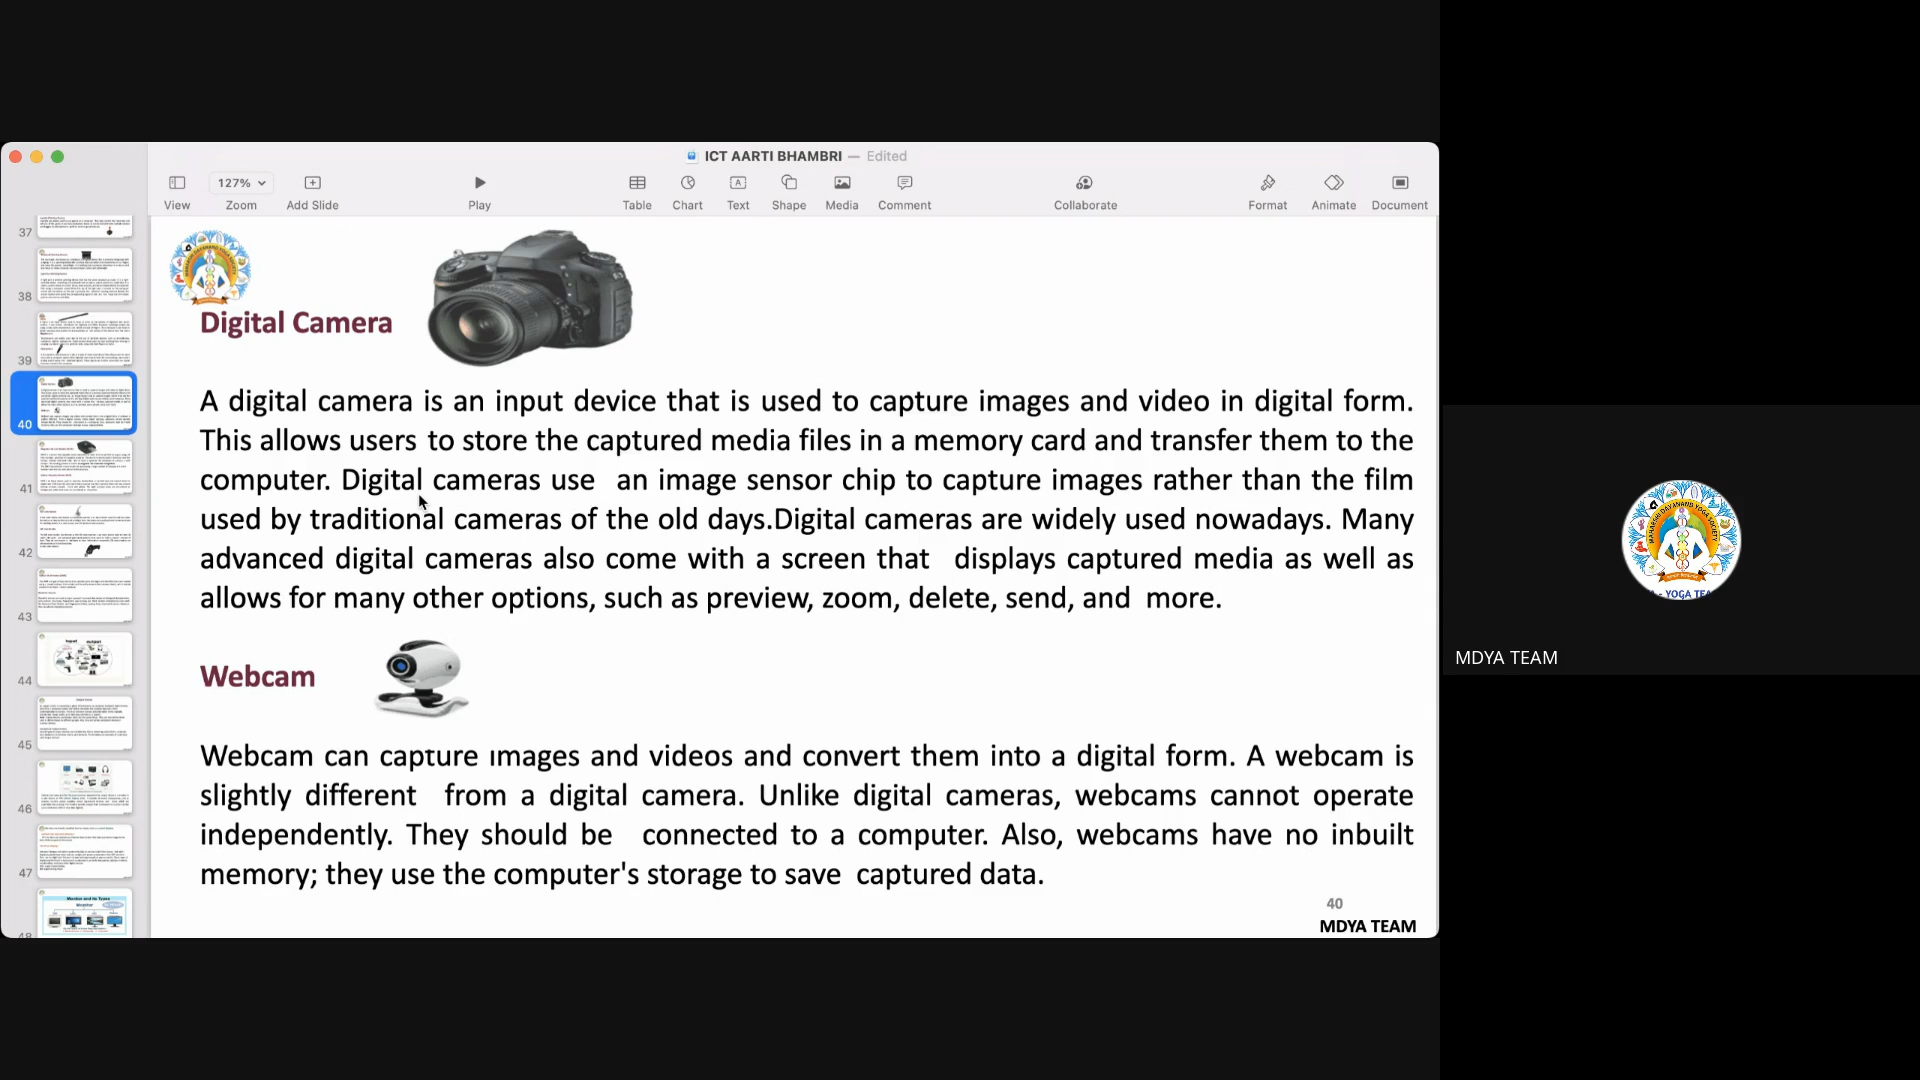 ICT AARTI BHAMBRI — Edited
127%
View Zoom Add Slide Play Table Chart Text Shape Media Comment Collaborate Format Animate Document
37
38
39
40
41
42
43
44
45
46
47
48
Monitor and Its Types
Digital Camera
A digital camera is an input device that is used to capture images and video in digital form.
This allows users to store the captured media files in a memory card and transfer them to the
computer. Digital cameras use an image sensor chip to capture images rather than the film
used by traditional cameras of the old days.Digital cameras are widely used nowadays. Many
advanced digital cameras also come with a screen that displays captured media as well as
allows for many other options, such as preview, zoom, delete, send, and more.
Webcam
Webcam can capture images and videos and convert them into a digital form. A webcam is
slightly different from a digital camera. Unlike digital cameras, webcams cannot operate
independently. They should be connected to a computer. Also, webcams have no inbuilt
memory; they use the computer's storage to save captured data.
40
MDYA TEAM
MAHARSHI DAYANAND YOGA SOCIETY
MDYA TEAM